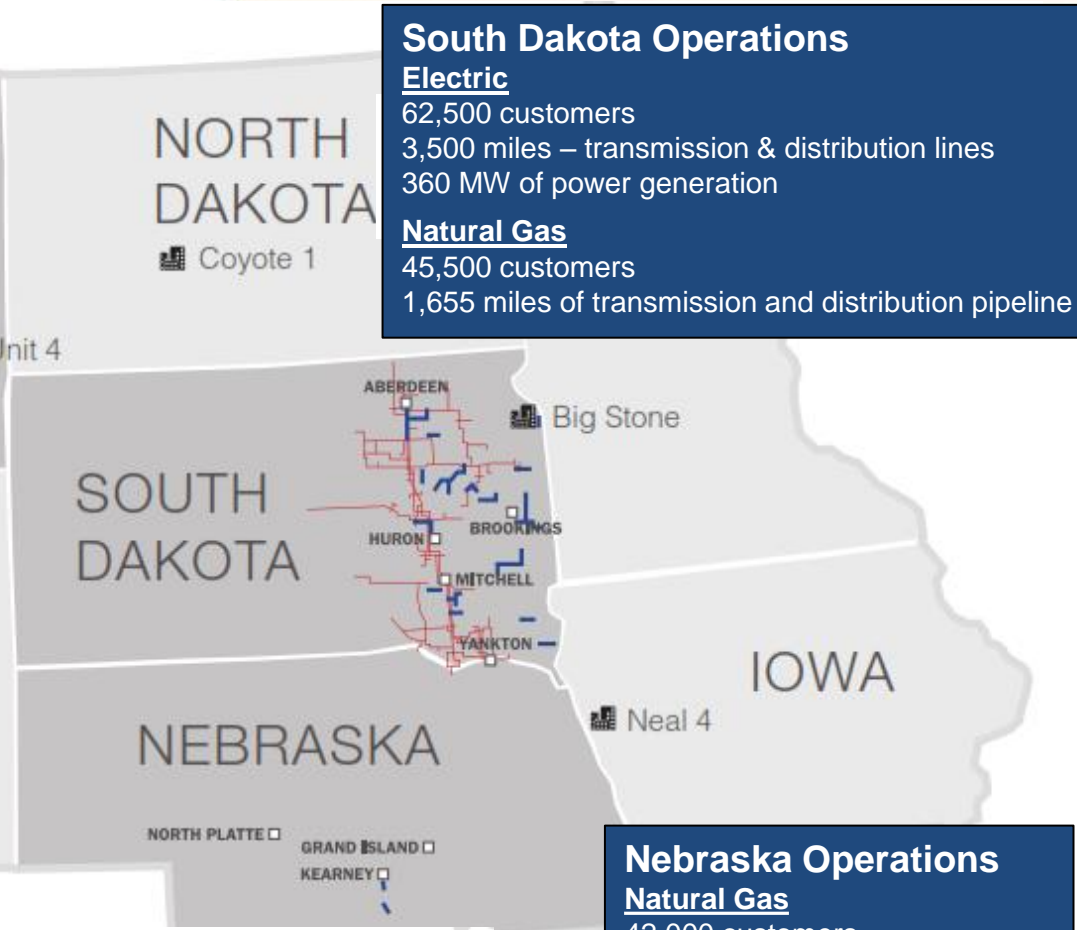 South Dakota Operations
Electric
62,500 customers
3,500 miles – transmission & distribution lines
360 MW of power generation
Natural Gas
45,500 customers
1,655 miles of transmission and distribution pipeline
NORTH
DAKOTA
Coyote 1
Unit 4
ABERDEEN
Big Stone
SOUTH
DAKOTA
BROOKINGS
HURON
MITCHELL
YANKTON
IOWA
Neal 4
NEBRASKA
NORTH PLATTE
GRAND ISLAND
KEARNEY
Nebraska Operations
Natural Gas
customers